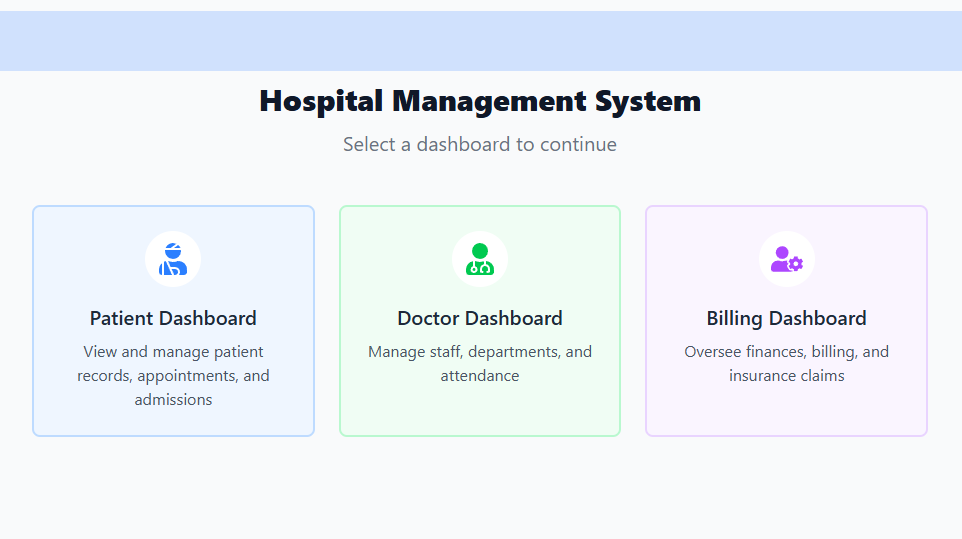 Hospital Management System
Select a dashboard to continue
Patient Dashboard
View and manage patient
records, appointments, and
admissions
Doctor Dashboard
Manage staff, departments, and
attendance
Billing Dashboard
Oversee finances, billing, and
insurance claims